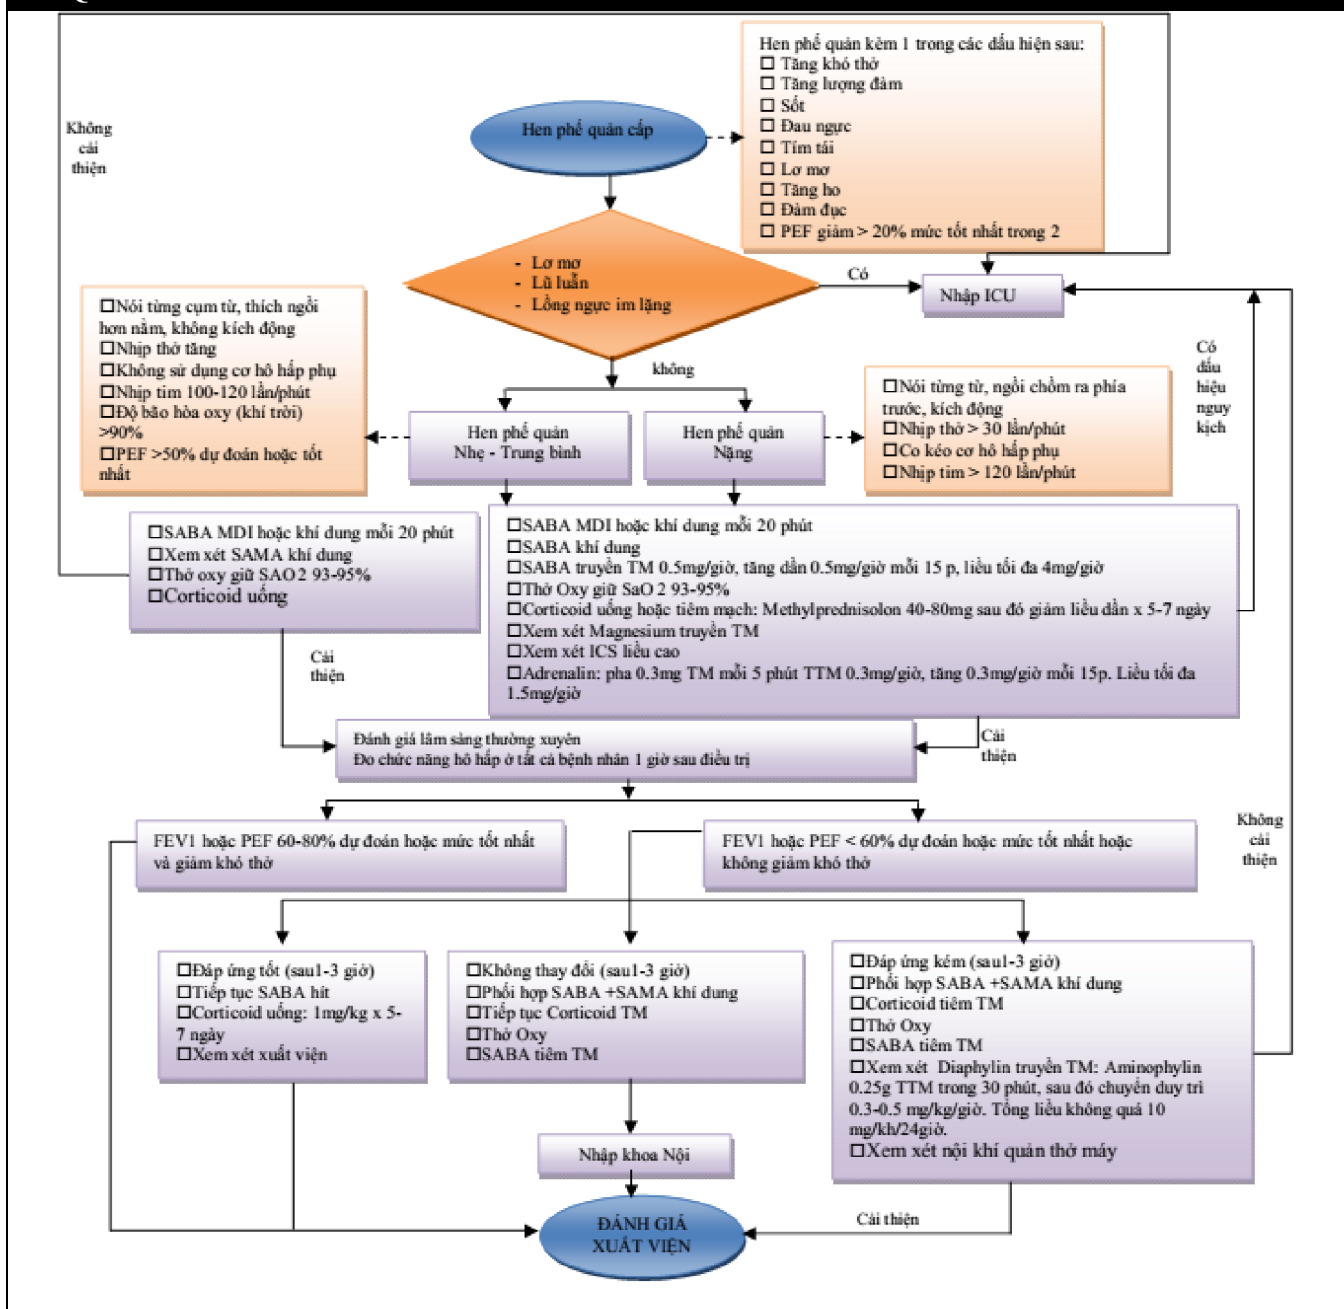 Hen phế quản kèm 1 trong các dấu hiện sau:
☐ Tăng khó thở
☐ Tăng lượng đàm
☐ Sốt
☐ Đau ngực
☐ Tím tái
☐ Lơ mơ
☐ Tăng ho
☐ Đàm đục
☐ PEF giảm > 20% mức tốt nhất trong 2
Hen phế quản cấp
Không
cải
thiện
- Lơ mơ
- Lũ luẫn
- Lồng ngực im lặng
Có
Nhập ICU
không
☐Nói từng cụm từ, thích ngồi
hơn nằm, không kích động
☐Nhịp thở tăng
☐Không sử dụng cơ hô hấp phụ
☐Nhịp tim 100-120 lần/phút
☐Độ bão hòa oxy (khí trời)
>90%
☐PEF >50% dự đoán hoặc tốt
nhất
Hen phế quản
Nhẹ - Trung bình
Hen phế quản
Nặng
☐Nói từng từ, ngồi chồm ra phía
trước, kích động
☐Nhịp thở > 30 lần/phút
☐Co kéo cơ hô hấp phụ
☐Nhịp tim > 120 lần/phút
Có
dấu
hiệu
nguy
kịch
☐SABA MDI hoặc khí dung mỗi 20 phút
☐Xem xét SAMA khí dung
☐Thở oxy giữ SAO2 93-95%
☐Corticoid uống
☐SABA MDI hoặc khí dung mỗi 20 phút
☐SABA khí dung
☐SABA truyền TM 0.5mg/giờ, tăng dần 0.5mg/giờ mỗi 15 p, liều tối đa 4mg/giờ
☐Thở Oxy giữ SaO 2 93-95%
☐Corticoid uống hoặc tiêm mạch: Methylprednisolon 40-80mg sau đó giảm liều dần x 5-7 ngày
☐Xem xét Magnesium truyền TM
☐Xem xét ICS liều cao
☐Adrenalin: pha 0.3mg TM mỗi 5 phút TTM 0.3mg/giờ, tăng 0.3mg/giờ mỗi 15p. Liều tối đa
1.5mg/giờ
Cải
thiện
Đánh giá lâm sàng thường xuyên
Đo chức năng hô hấp ở tất cả bệnh nhân 1 giờ sau điều trị
Cải
thiện
FEV1 hoặc PEF 60-80% dự đoán hoặc mức tốt nhất
và giảm khó thở
FEV1 hoặc PEF < 60% dự đoán hoặc mức tốt nhất hoặc
không giảm khó thở
Không
cải
thiện
☐Đáp ứng tốt (sau1-3 giờ)
☐Tiếp tục SABA hít
☐Corticoid uống: 1mg/kg x 5-
7 ngày
☐Xem xét xuất viện
☐Không thay đổi (sau1-3 giờ)
☐Phối hợp SABA +SAMA khí dung
☐Tiếp tục Corticoid TM
☐Thở Oxy
☐SABA tiêm TM
☐Đáp ứng kém (sau1-3 giờ)
☐Phối hợp SABA +SAMA khí dung
☐Corticoid tiêm TM
☐Thở Oxy
☐SABA tiêm TM
☐Xem xét Diaphylin truyền TM: Aminophylin
0.25g TTM trong 30 phút, sau đó chuyển duy trì
0.3-0.5 mg/kg/giờ. Tổng liều không quá 10
mg/kh/24giờ.
☐Xem xét nội khí quản thở máy
Nhập khoa Nội
Cải thiện
ĐÁNH GIÁ
XUẤT VIỆN